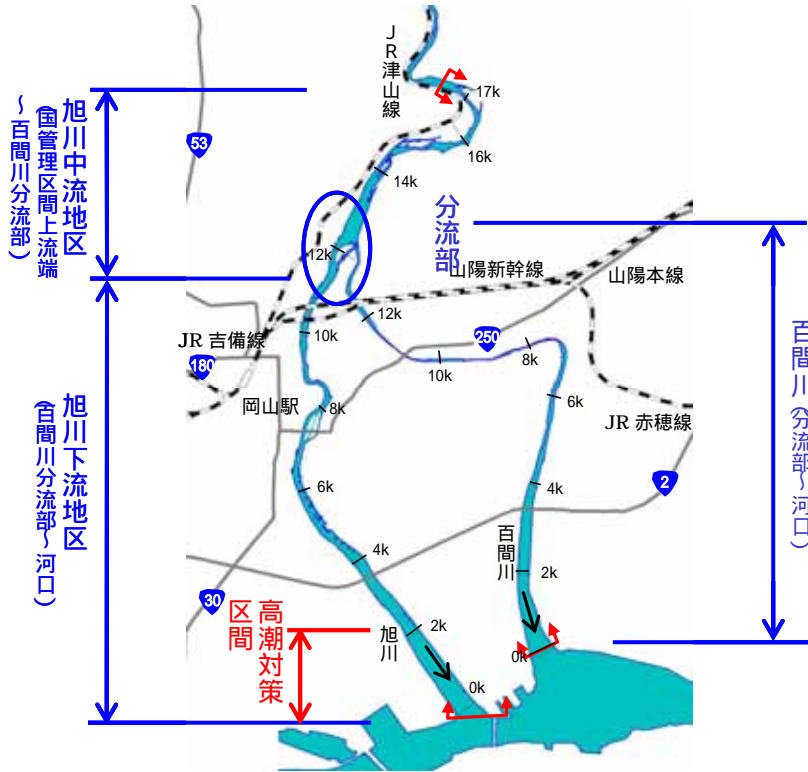 旭川中流地区
(国管理区間上流端
～百間川分流部)
旭川下流地区
(百間川分流部～河口)
高潮対策
区間
JR津山線
53
17k
16k
14k
分流部
12k
山陽新幹線
山陽本線
12k
JR 吉備線
10k
250
8k
10k
180
岡山駅
8k
6k
JR 赤穂線
2
6k
4k
百間川
4k
2k
30
旭川
2k
0k
0k
百間川(分流部～河口)